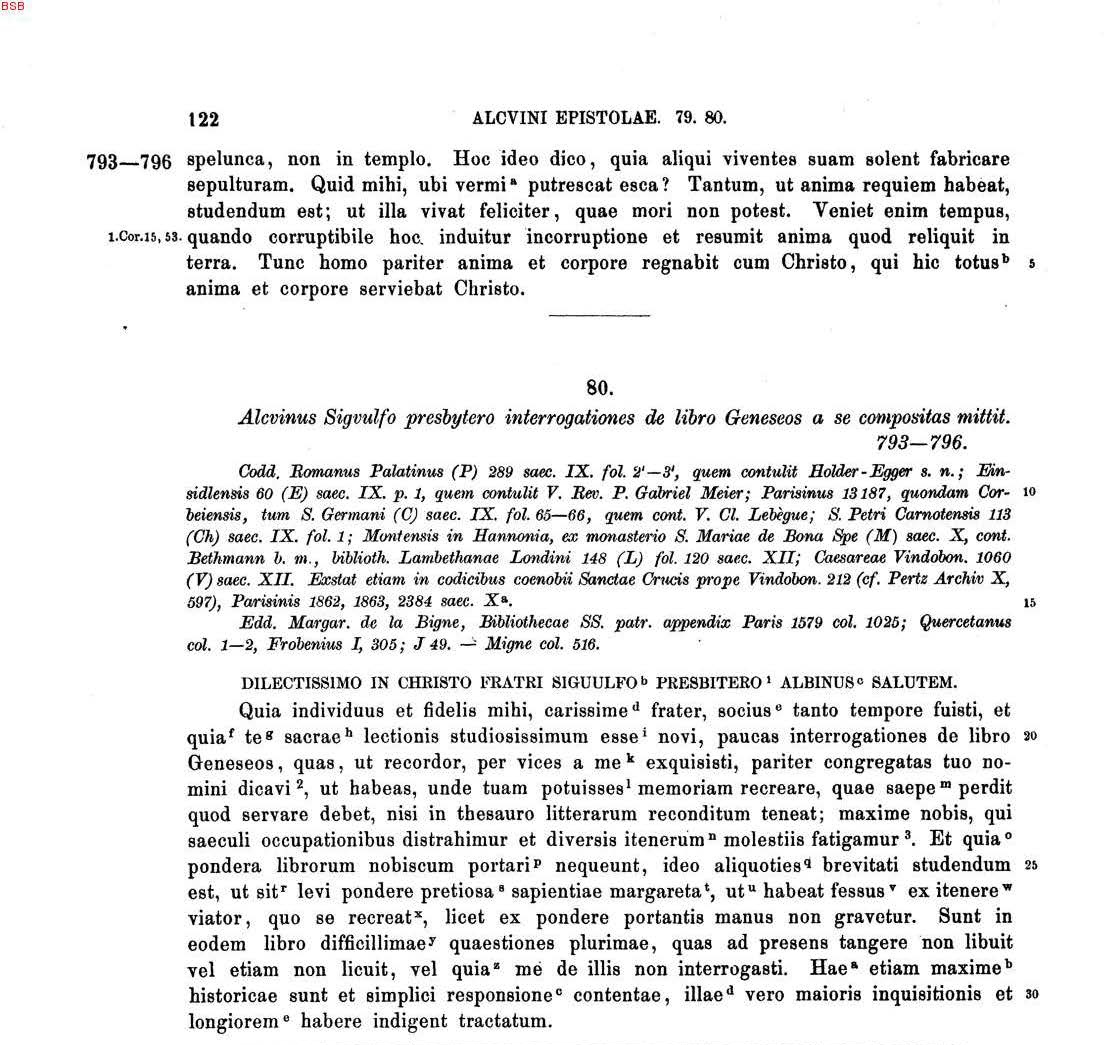 BSB
122 ALCVINI EPISTOLAE. 79. 80.
793—796 spelunca, non in templo. Hoc ideo dico, quia aliqui viventes suam solent fabricare
sepulturam. Quid mihi, ubi vermi a putrescat esca? Tantum, ut anima requiem habeat,
studendum est; ut illa vivat feliciter, quae mori non potest. Veniet enim tempus,
1.Cor.15, 53. quando corruptibile hoc induitur incorruptione et resumit anima quod reliquit in
terra. Tunc homo pariter anima et corpore regnabit cum Christo, qui hic totus b 5
anima et corpore serviebat Christo.
80.
Alcvinus Sigvulfo presbytero interrogationes de libro Geneseos a se compositas mittit.
793—796.
Codd. Romanus Palatinus (P) 289 saec. IX. fol. 2'—3', quem contulit Holder-Egger s. n.; Ein-
sidlensis 60 (E) saec. IX. p. 1, quem contulit V. Rev. P. Gabriel Meier; Parisinus 13187, quondam Cor- 10
beiensis, tum S. Germani (C) saec. IX. fol. 65—66, quem cont. V. Cl. Lebègue; S. Petri Carnotensis 113
(Ch) saec. IX. fol. 1; Montensis in Hannonia, ex monasterio S. Mariae de Bona Spe (M) saec. X, cont.
Bethmann b. m., biblioth. Lambethanae Londini 148 (L) fol. 120 saec. XII; Caesareae Vindobon. 1060
(V) saec. XII. Exstat etiam in codicibus coenobii Sanctae Crucis prope Vindobon. 212 (cf. Pertz Archiv X,
597), Parisinis 1862, 1863, 2384 saec. X a. 15
Edd. Margar. de la Bigne, Bibliothecae SS. patr. appendix Paris 1579 col. 1025; Quercetanus
col. 1—2, Frobenius I, 305; J 49. — Migne col. 516.
DILECTISSIMO IN CHRISTO FRATRI SIGUULFO b PRESBITERO 1 ALBINUS c SALUTEM.
Quia individuus et fidelis mihi, carissime d frater, socius e tanto tempore fuisti, et
quia f te g sacrae h lectionis studiosissimum esse i novi, paucas interrogationes de libro 20
Geneseos, quas, ut recordor, per vices a me k exquisisti, pariter congregatas tuo no-
mini dicavi 2, ut habeas, unde tuam potuisses l memoriam recreare, quae saepe m perdit
quod servare debet, nisi in thesauro litterarum reconditum teneat; maxime nobis, qui
saeculi occupationibus distrahimur et diversis itenerum n molestiis fatigamur 3. Et quia o
pondera librorum nobiscum portari p nequeunt, ideo aliquoties q brevitati studendum 25
est, ut sit r levi pondere pretiosa s sapientiae margareta t, ut u habeat fessus v ex itenere w
viator, quo se recreat x, licet ex pondere portantis manus non gravetur. Sunt in
eodem libro difficillimae y quaestiones plurimae, quas ad presens tangere non libuit
vel etiam non licuit, vel quia z me de illis non interrogasti. Hae a etiam maxime b
historicae sunt et simplici responsione c contentae, illae d vero maioris inquisitionis et 30
longiorem e habere indigent tractatum.